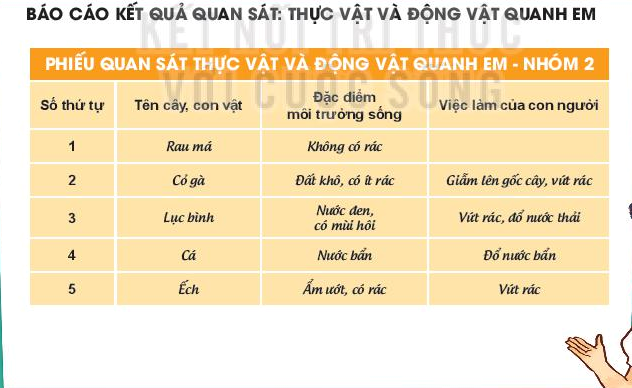 BÁO CÁO KẾT QUẢ QUAN SÁT: THỰC VẬT VÀ ĐỘNG VẬT QUANH EM
KẾT NỐI TRI THỨC
VỚI CUỘC SỐNG
PHIẾU QUAN SÁT THỰC VẬT VÀ ĐỘNG VẬT QUANH EM - NHÓM 2
Số thứ tự Tên cây, con vật Đặc điểm môi trường sống Việc làm của con người
1 Rau má Không có rác
2 Cỏ gà Đất khô, có ít rác Giẫm lên gốc cây, vứt rác
3 Lục bình Nước đen, có mùi hôi Vứt rác, đổ nước thải
4 Cá Nước bẩn Đổ nước bẩn
5 Ếch Ẩm ướt, có rác Vứt rác